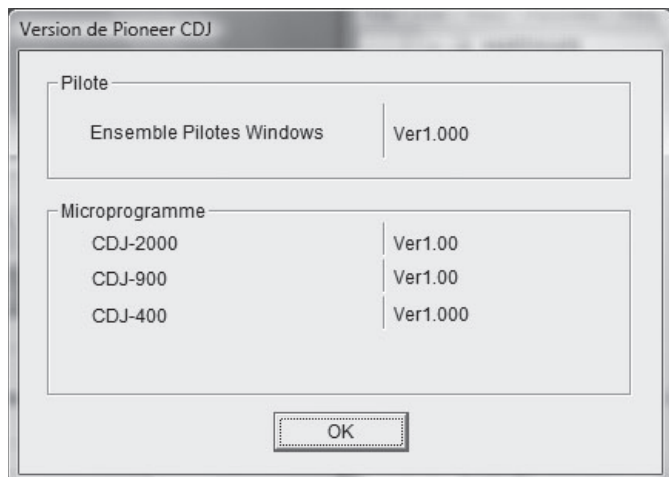 Version de Pioneer CDJ
Pilote
Ensemble Pilotes Windows Ver1.000
Microprogramme
CDJ-2000 Ver1.00
CDJ-900 Ver1.00
CDJ-400 Ver1.000
OK